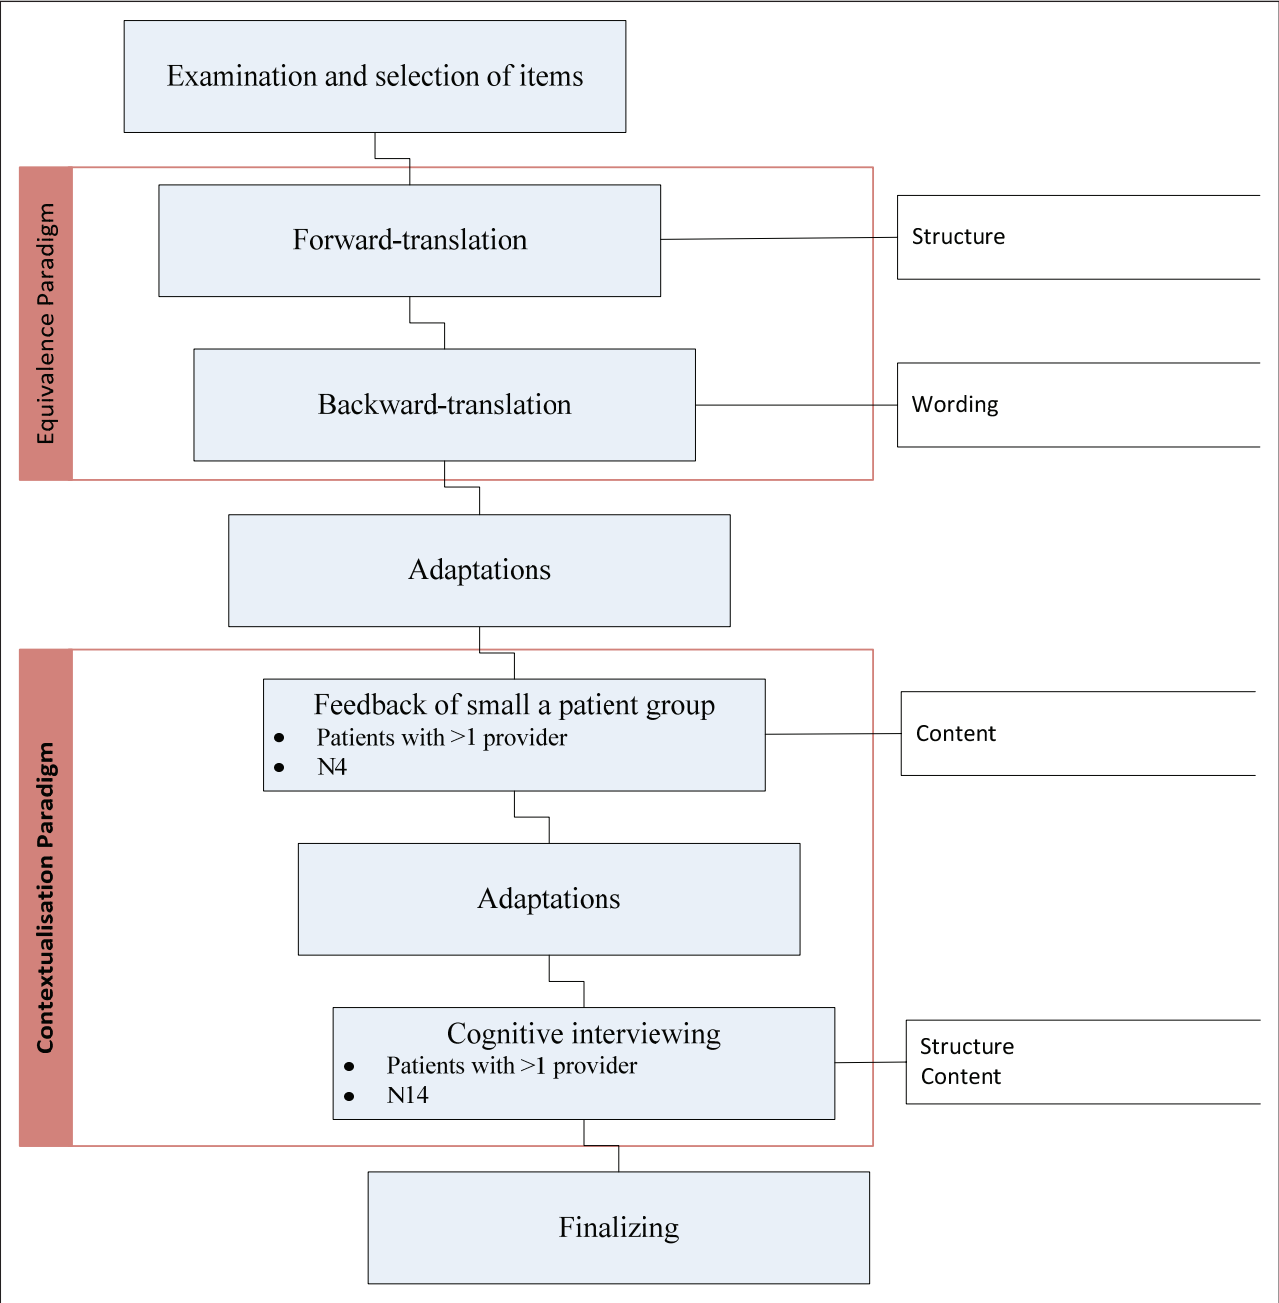 Examination and selection of items
Equivalence Paradigm
Forward-translation
Structure
Backward-translation
Wording
Adaptations
Contextualisation Paradigm
Feedback of small a patient group
● Patients with >1 provider
● N4
Content
Adaptations
Cognitive interviewing
● Patients with >1 provider
● N14
Structure
Content
Finalizing